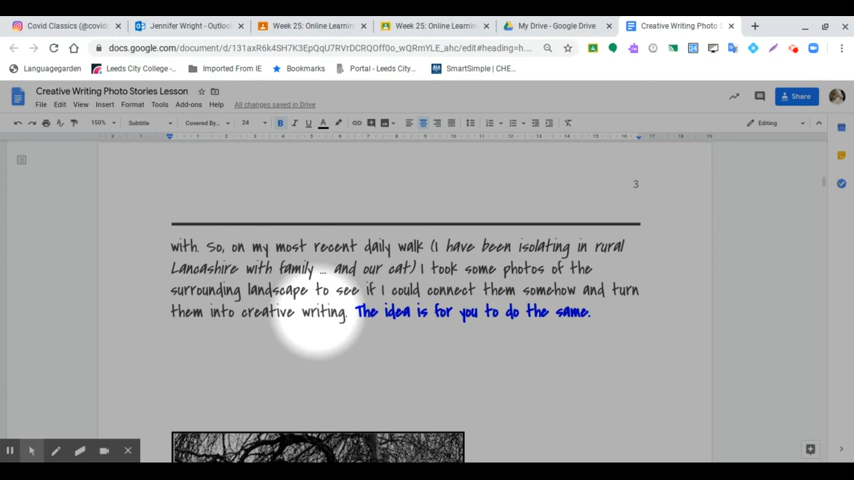 Covid Classics (@covidc
Jennifer Wright - Outloo
Week 25: Online Learnin
Week 25; Online Learnin
My Drive - Google Drive
Creative Writing Photo S
docs.google.com/document/d/131axR6k4SH7K3EpQqU7RVrDCRQOff0o_wQRmYLE_ahc/edit#heading=h...
Languagegarden
Leeds City College -...
Imported From IE
Bookmarks
Portal - Leeds City...
SmartSimple | CHE...
Creative Writing Photo Stories Lesson
File Edit View Insert Format Tools Add-ons Help All changes saved in Drive
Share
150% Subtitle Covered By... 24 B I U A Editing
3
with. So, on my most recent daily walk (I have been isolating in rural
Lancashire with family ... and our cat) I took some photos of the
surrounding landscape to see if I could connect them somehow and turn
them into creative writing. The idea is for you to do the same.